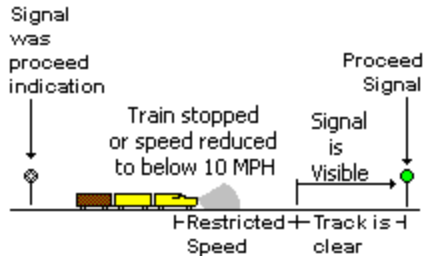 Signal
was
proceed
indication
Train stopped
or speed reduced
to below 10 MPH
Signal
is
Visible
Proceed
Signal
Restricted
Speed
Track is
clear